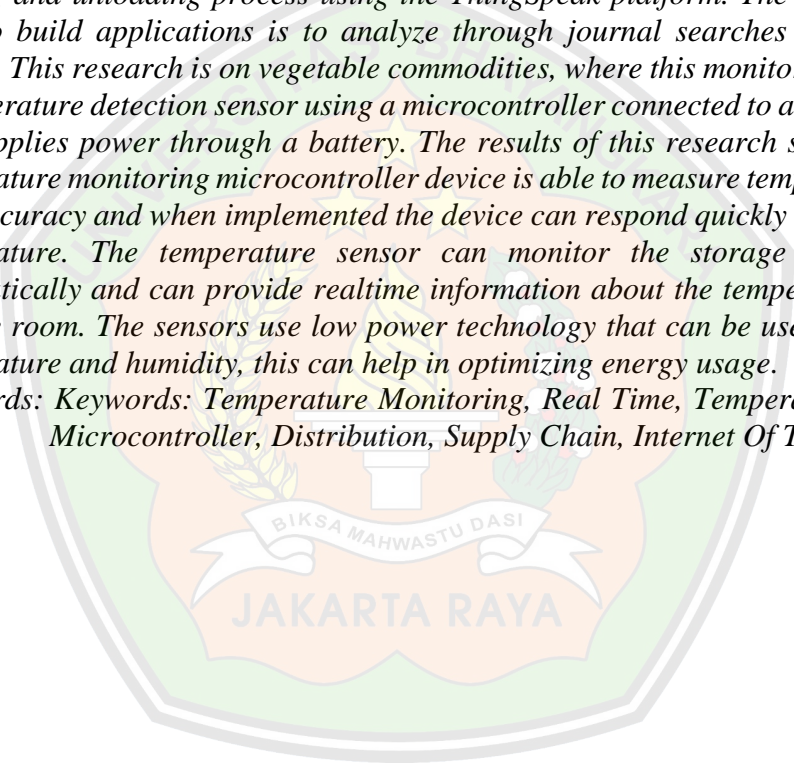 and unloading process using the ThingSpeak platform. The
build applications is to analyze through journal searches
This research is on vegetable commodities, where this monitor
erature detection sensor using a microcontroller connected to a
pplies power through a battery. The results of this research s
ature monitoring microcontroller device is able to measure temp
curacy and when implemented the device can respond quickly
ature. The temperature sensor can monitor the storage
tically and can provide realtime information about the tempe
room. The sensors use low power technology that can be use
ature and humidity, this can help in optimizing energy usage.
rds: Keywords: Temperature Monitoring, Real Time, Tempera
Microcontroller, Distribution, Supply Chain, Internet Of T
UNIVERSITAS BHAYANGKARA
BIKSA MAHWASTU DASI
JAKARTA RAYA